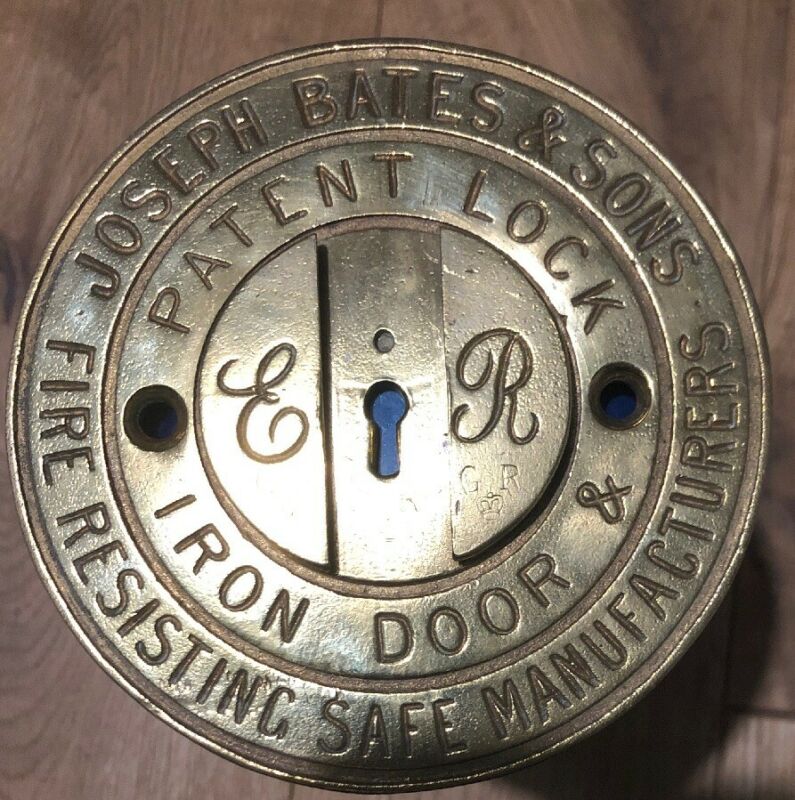 JOSEPH BATES & SONS
FIRE RESISTING SAFE MANUFACTURERS
PATENT LOCK
IRON DOOR &
E R
G R